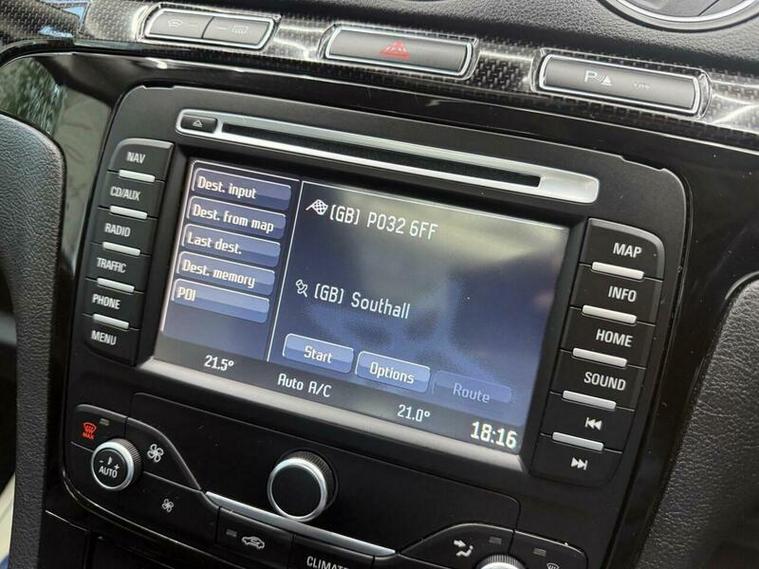 P
NAV
CD/AUX
RADIO
TRAFFIC
PHONE
MENU
Dest. input
Dest. from map
Last dest.
Dest. memory
POI
[GB] PO32 6FF
[GB] Southall
Start
Options
Route
21.5°
Auto A/C
21.0°
18:16
MAP
INFO
HOME
SOUND
MAX
- +
AUTO
CLIMATE